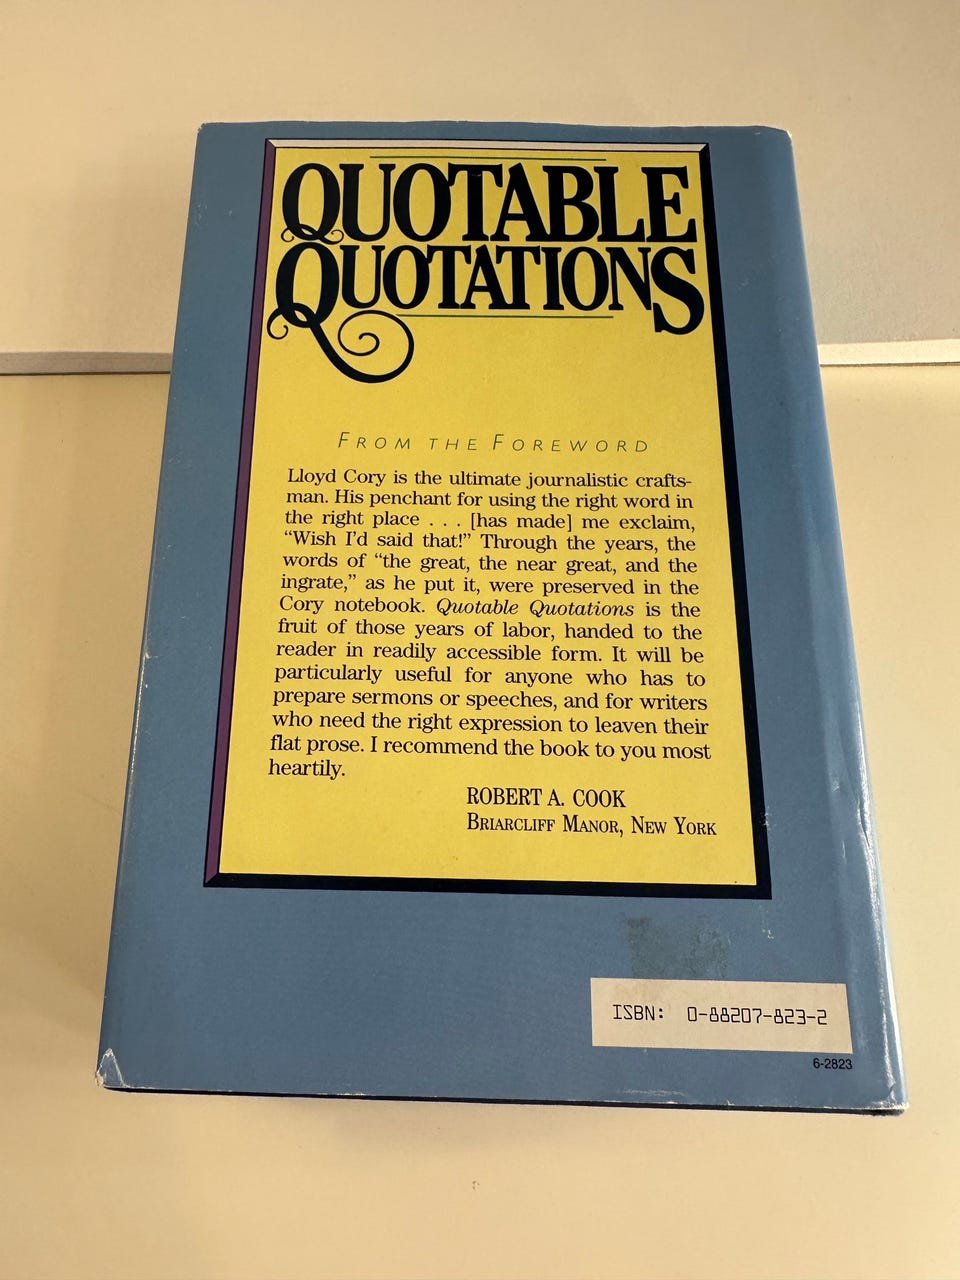 QUOTABLE
QUOTATIONS
FROM THE FOREWORD
Lloyd Cory is the ultimate journalistic crafts-
man. His penchant for using the right word in
the right place . . . [has made] me exclaim,
“Wish I’d said that!” Through the years, the
words of “the great, the near great, and the
ingrate,” as he put it, were preserved in the
Cory notebook. Quotable Quotations is the
fruit of those years of labor, handed to the
reader in readily accessible form. It will be
particularly useful for anyone who has to
prepare sermons or speeches, and for writers
who need the right expression to leaven their
flat prose. I recommend the book to you most
heartily.
ROBERT A. COOK
BRIARCLIFF MANOR, NEW YORK
ISBN: 0-88207-823-2
6-2823